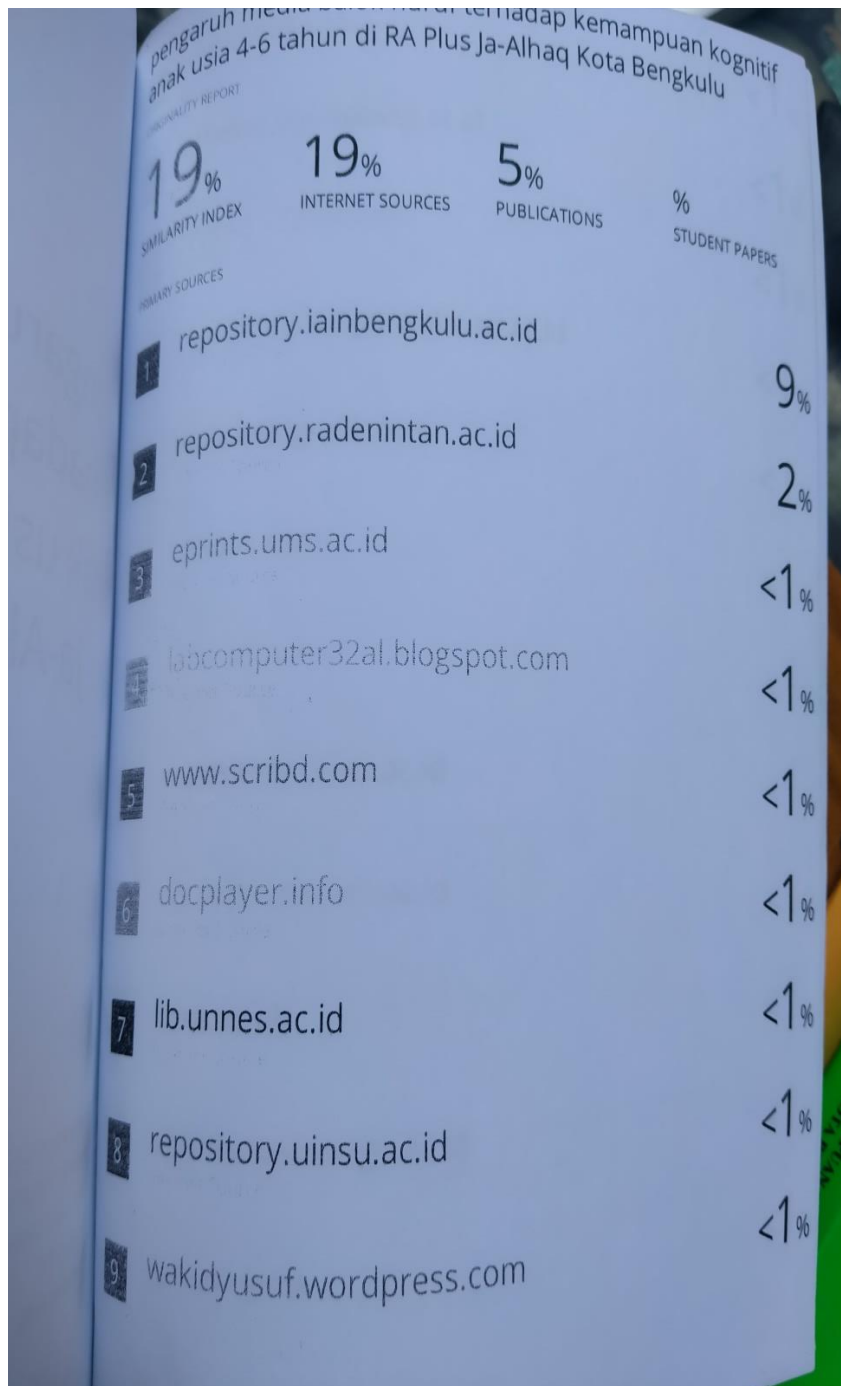 pengaruh media balok huruf terhadap kemampuan kognitif
anak usia 4-6 tahun di RA Plus Ja-Alhaq Kota Bengkulu
ORIGINALITY REPORT
19%
SIMILARITY INDEX
19%
INTERNET SOURCES
5%
PUBLICATIONS
%
STUDENT PAPERS
PRIMARY SOURCES
1 repository.iainbengkulu.ac.id 9%
2 repository.radenintan.ac.id 2%
3 eprints.ums.ac.id <1%
4 labcomputer32al.blogspot.com <1%
5 www.scribd.com <1%
6 docplayer.info <1%
7 lib.unnes.ac.id <1%
8 repository.uinsu.ac.id <1%
9 wakidyusuf.wordpress.com <1%